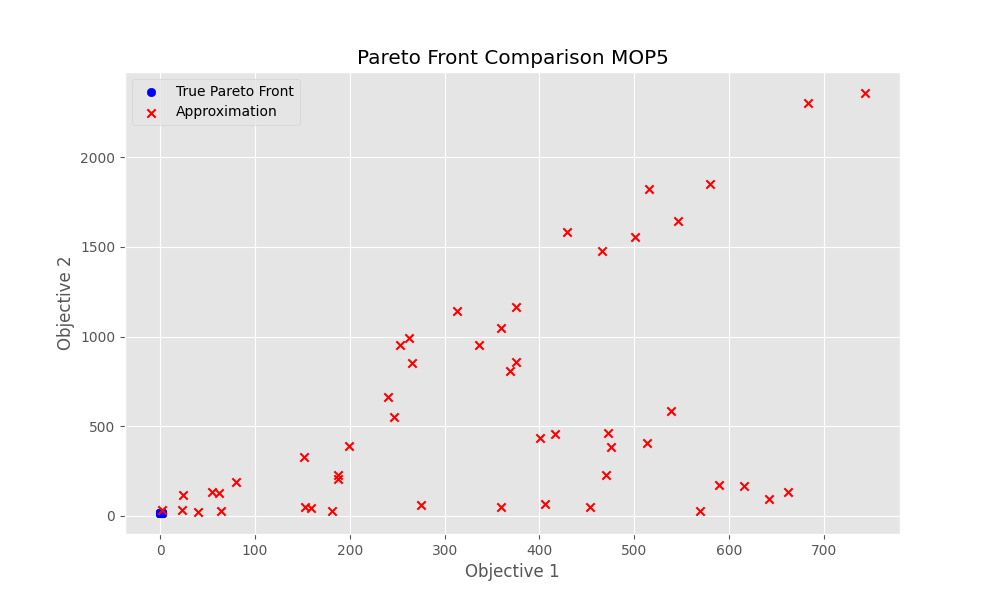 Pareto Front Comparison MOP5
True Pareto Front
Approximation
2000
1500
1000
500
0
Objective 2
0 100 200 300 400 500 600 700
Objective 1